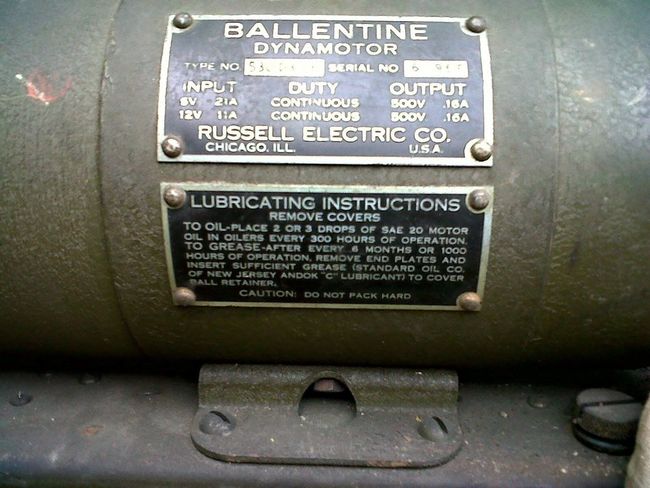 BALLENTINE
DYNAMOTOR
TYPE NO. SERIAL NO
INPUT DUTY OUTPUT
6V 21A CONTINUOUS 500V .16A
12V 11A CONTINUOUS 500V .16A
RUSSELL ELECTRIC CO.
CHICAGO, ILL. U.S.A.
LUBRICATING INSTRUCTIONS
REMOVE COVERS
TO OIL-PLACE 2 OR 3 DROPS OF SAE 20 MOTOR
OIL IN OILERS EVERY 300 HOURS OF OPERATION.
TO GREASE-AFTER EVERY 6 MONTHS OR 1000
HOURS OF OPERATION, REMOVE END PLATES AND
INSERT SUFFICIENT GREASE (STANDARD OIL CO.
OF NEW JERSEY ANDOK "C" LUBRICANT) TO COVER
BALL RETAINER.
CAUTION: DO NOT PACK HARD